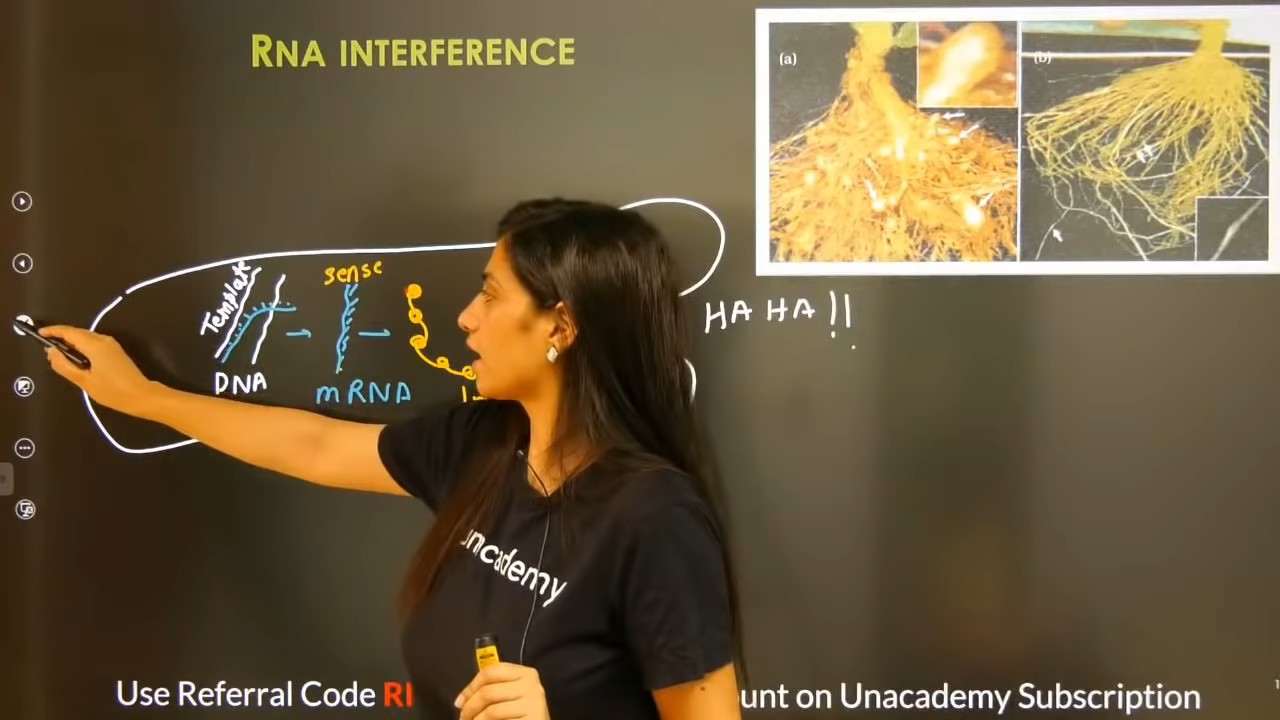 RNA INTERFERENCE
(a)
(b)
Template
sense
DNA
mRNA
HA HA !!
unacademy
Use Referral Code RI
unt on Unacademy Subscription